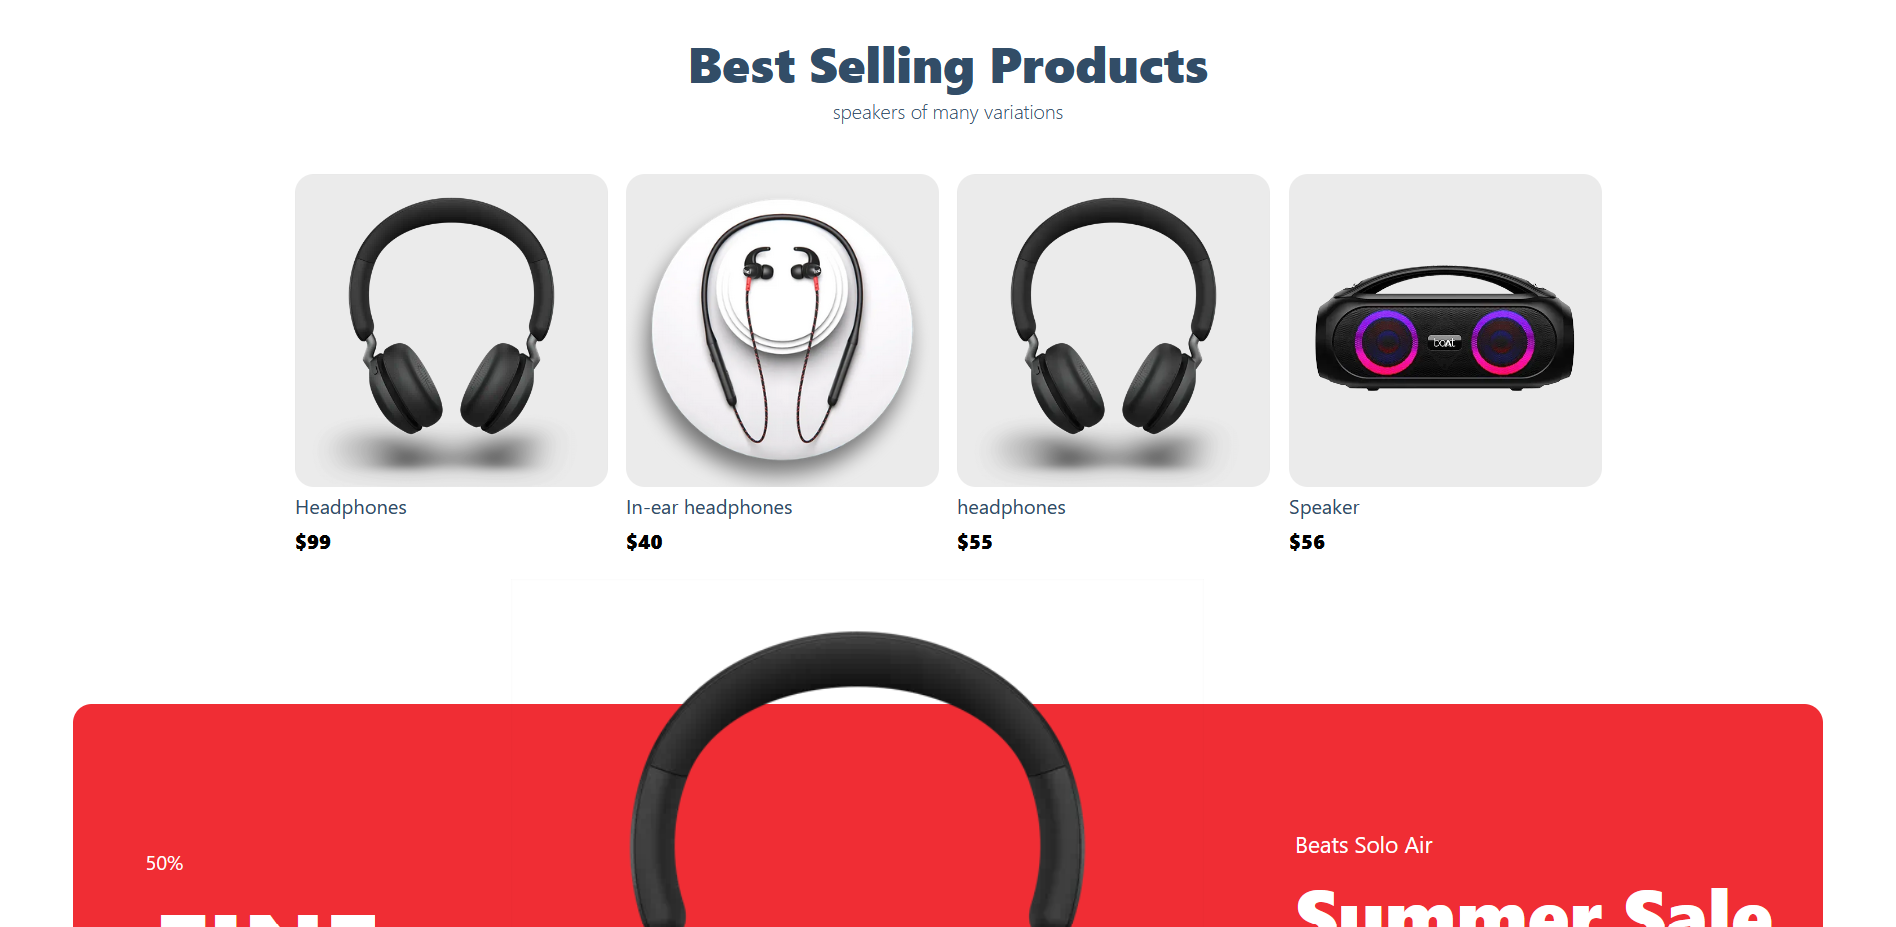 Best Selling Products
speakers of many variations
boAt
Headphones
$99
In-ear headphones
$40
headphones
$55
Speaker
$56
Beats Solo Air
50%
Summer Sale